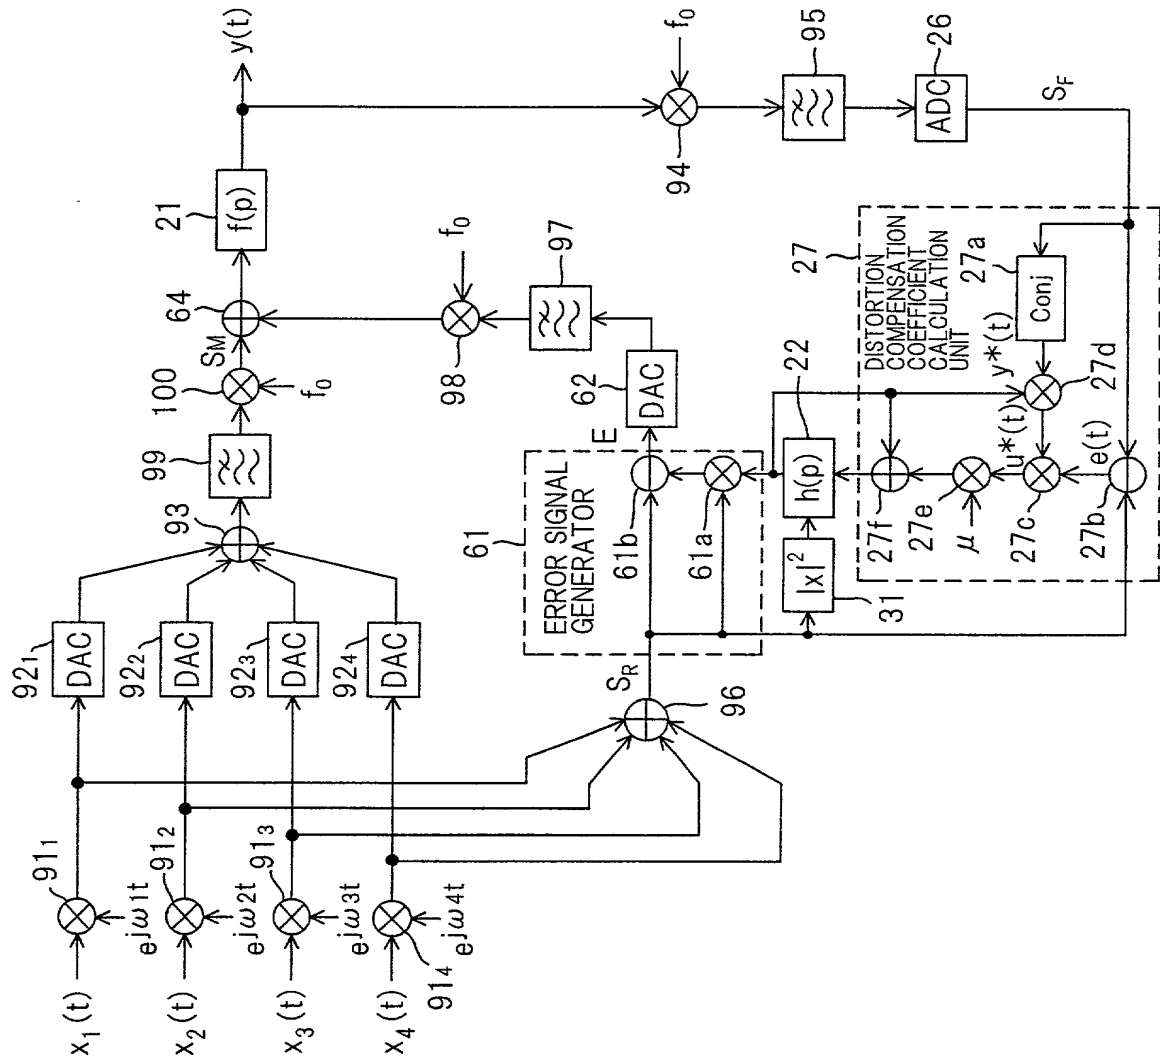 x₁(t)
x₂(t)
x₃(t)
x₄(t)
91₁
91₂
91₃
91₄
e^jω1t
e^jω2t
e^jω3t
e^jω4t
92₁
DAC
92₂
DAC
92₃
DAC
92₄
DAC
93
99
100
f₀
S_M
64
21
f(p)
y(t)
96
S_R
61
ERROR SIGNAL
GENERATOR
61b
61a
E
62
DAC
97
98
f₀
94
f₀
95
26
ADC
S_F
31
|x|²
22
h(p)
27
DISTORTION
COMPENSATION
COEFFICIENT
CALCULATION
UNIT
27a
Conj
y*(t)
27d
u*(t)
27c
e(t)
27b
27e
μ
27f